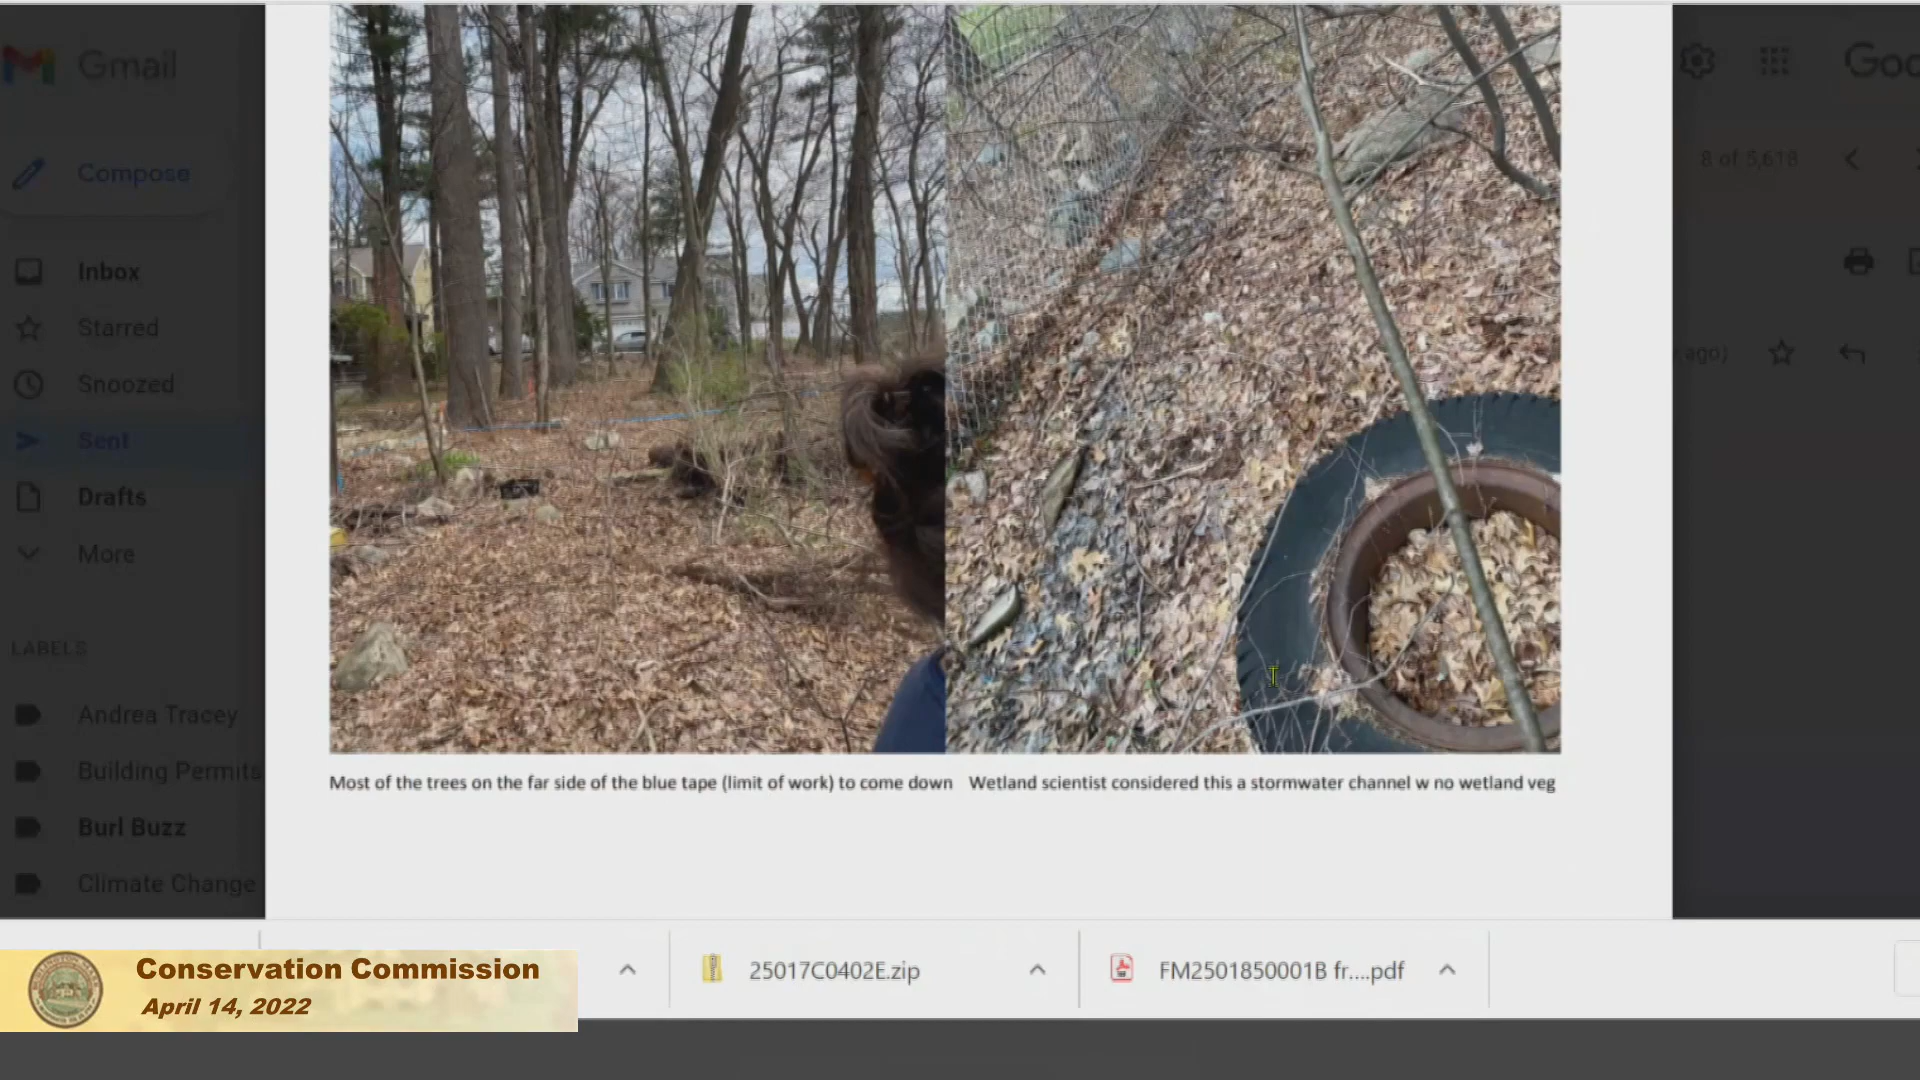 Gmail
Goo
Compose
8 of 5,618
Inbox
Starred
Snoozed
ago)
Sent
Drafts
More
LABELS
Andrea Tracey
Building Permits
Burl Buzz
Climate Change
Most of the trees on the far side of the blue tape (limit of work) to come down
Wetland scientist considered this a stormwater channel w no wetland veg
25017C0402E.zip
FM2501850001B fr....pdf
Conservation Commission
April 14, 2022